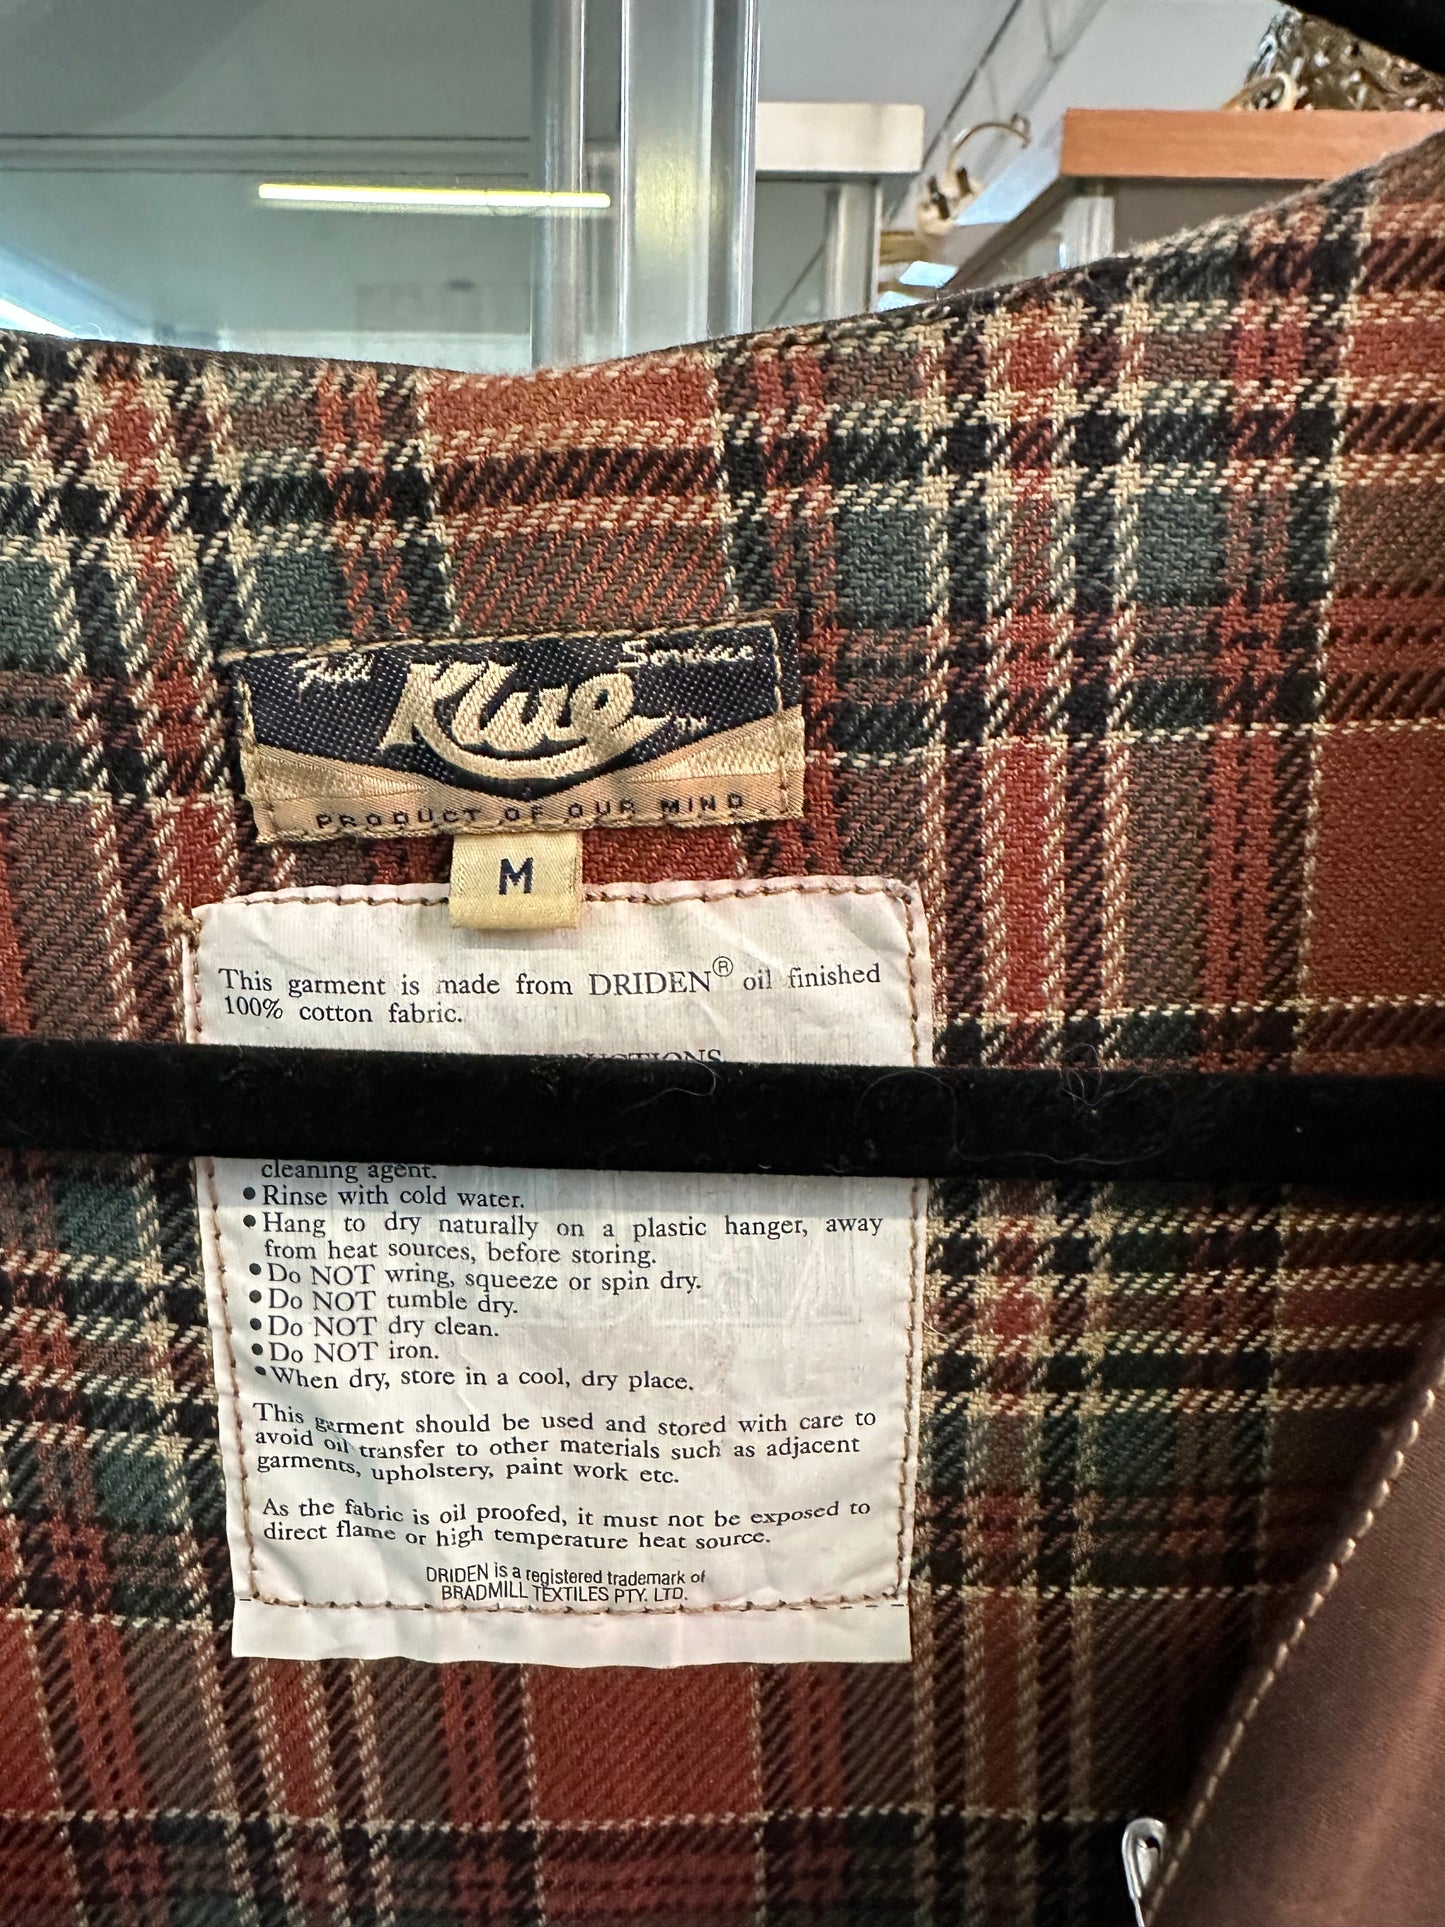 Full Klue Service
TM
PRODUCT OF OUR MIND
M
This garment is made from DRIDEN® oil finished
100% cotton fabric.
cleaning agent.
• Rinse with cold water.
• Hang to dry naturally on a plastic hanger, away
from heat sources, before storing.
• Do NOT wring, squeeze or spin dry.
• Do NOT tumble dry.
• Do NOT dry clean.
• Do NOT iron.
• When dry, store in a cool, dry place.
This garment should be used and stored with care to
avoid oil transfer to other materials such as adjacent
garments, upholstery, paint work etc.
As the fabric is oil proofed, it must not be exposed to
direct flame or high temperature heat source.
DRIDEN is a registered trademark of
BRADMILL TEXTILES PTY. LTD.